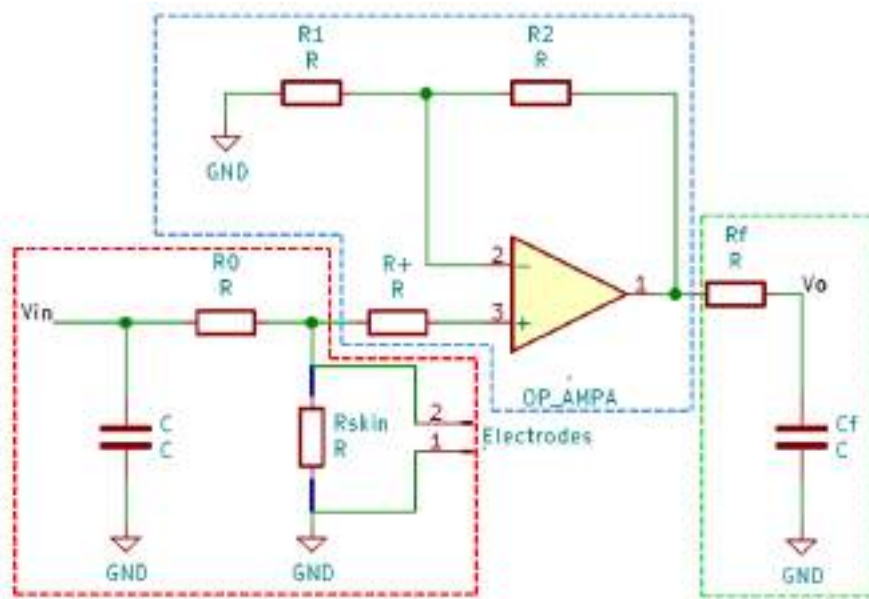 R1
R
R2
R
GND
2
1
3
R0
R
R+
R
Vin
Rf
R
Vo
OP_AMPA
C
C
Rskin
R
2
1
Electrodes
Cf
C
GND
GND
GND